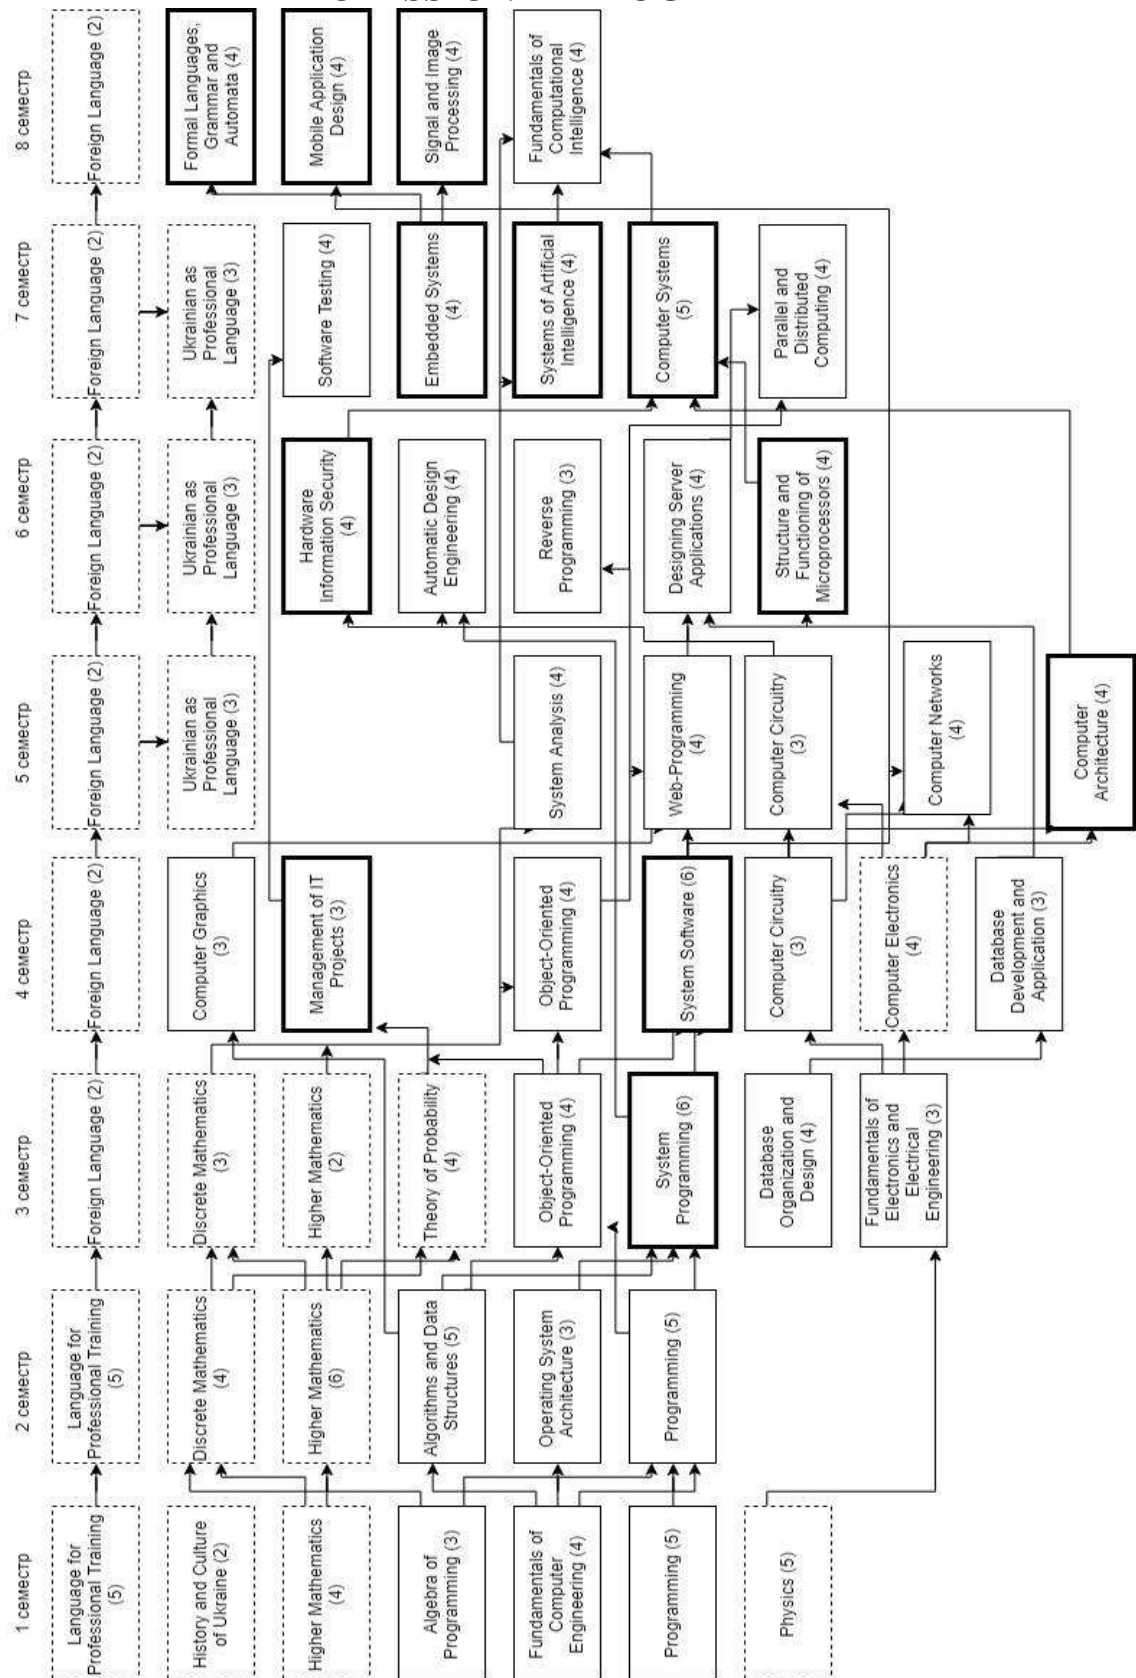 1 семестр
Language for
Professional Training
(5)
History and Culture
of Ukraine (2)
Higher Mathematics
(4)
Algebra of
Programming (3)
Fundamentals of
Computer
Engineering (4)
Programming (5)
Physics (5)
2 семестр
Language for
Professional Training
(5)
Discrete Mathematics
(4)
Higher Mathematics
(6)
Algorithms and Data
Structures (5)
Operating System
Architecture (3)
Programming (5)
3 семестр
Foreign Language (2)
Discrete Mathematics
(3)
Higher Mathematics
(2)
Theory of Probability
(4)
Object-Oriented
Programming (4)
System
Programming (6)
Database
Organization and
Design (4)
Fundamentals of
Electronics and
Electrical
Engineering (3)
4 семестр
Foreign Language (2)
Computer Graphics
(3)
Management of IT
Projects (3)
Object-Oriented
Programming (4)
System Software (6)
Computer Circuitry
(3)
Computer Electronics
(4)
Database
Development and
Application (3)
5 семестр
Foreign Language (2)
Ukrainian as
Professional
Language (3)
System Analysis (4)
Web-Programming
(4)
Computer Circuitry
(3)
Computer Networks
(4)
Computer
Architecture (4)
6 семестр
Foreign Language (2)
Ukrainian as
Professional
Language (3)
Hardware
Information Security
(4)
Automatic Design
Engineering (4)
Reverse
Programming (3)
Designing Server
Applications (4)
Structure and
Functioning of
Microprocessors (4)
7 семестр
Foreign Language (2)
Ukrainian as
Professional
Language (3)
Software Testing (4)
Embedded Systems
(4)
Systems of Artificial
Intelligence (4)
Computer Systems
(5)
Parallel and
Distributed
Computing (4)
8 семестр
Foreign Language (2)
Formal Languages,
Grammar and
Automata (4)
Mobile Application
Design (4)
Signal and Image
Processing (4)
Fundamentals of
Computational
Intelligence (4)